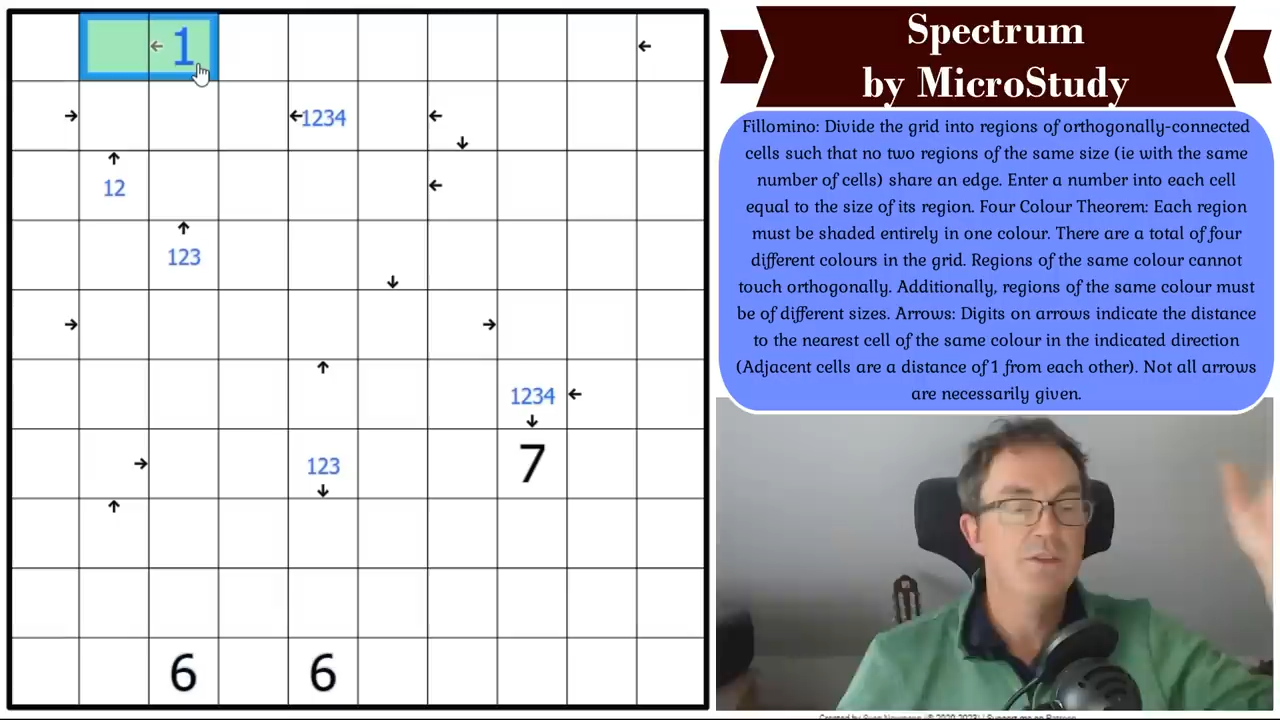 Spectrum
by MicroStudy
Fillomino: Divide the grid into regions of orthogonally-connected
cells such that no two regions of the same size (ie with the same
number of cells) share an edge. Enter a number into each cell
equal to the size of its region. Four Colour Theorem: Each region
must be shaded entirely in one colour. There are a total of four
different colours in the grid. Regions of the same colour cannot
touch orthogonally. Additionally, regions of the same colour must
be of different sizes. Arrows: Digits on arrows indicate the distance
to the nearest cell of the same colour in the indicated direction
(Adjacent cells are a distance of 1 from each other). Not all arrows
are necessarily given.
←1 ←
→ ←1234 ←
↓
↑
12 ←
↑
123
↓
→ →
↑
1234 ←
↓
→ 123 7
↓
↑
6 6